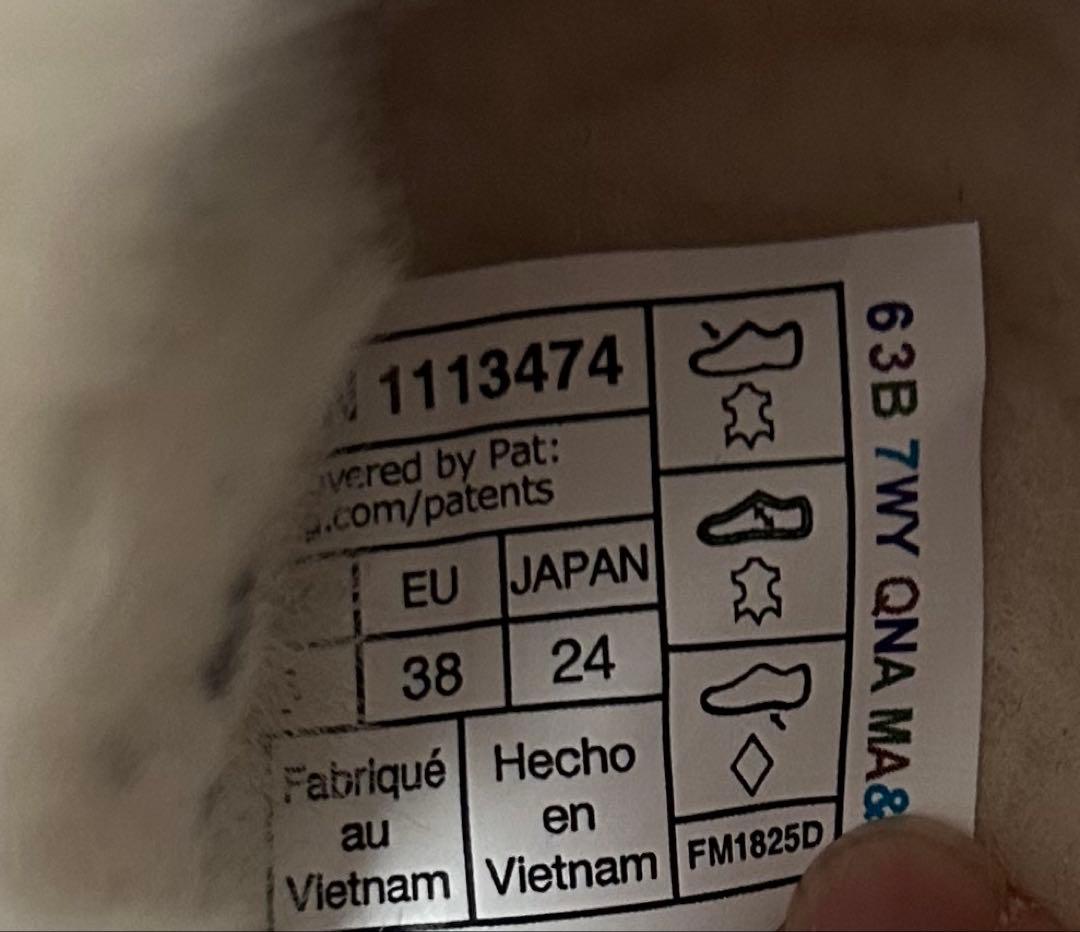 1113474
vered by Pat:
.com/patents
EU JAPAN
38 24
Fabriqué
au
Vietnam
Hecho
en
Vietnam
FM1825D
63B 7WY QNA MA&